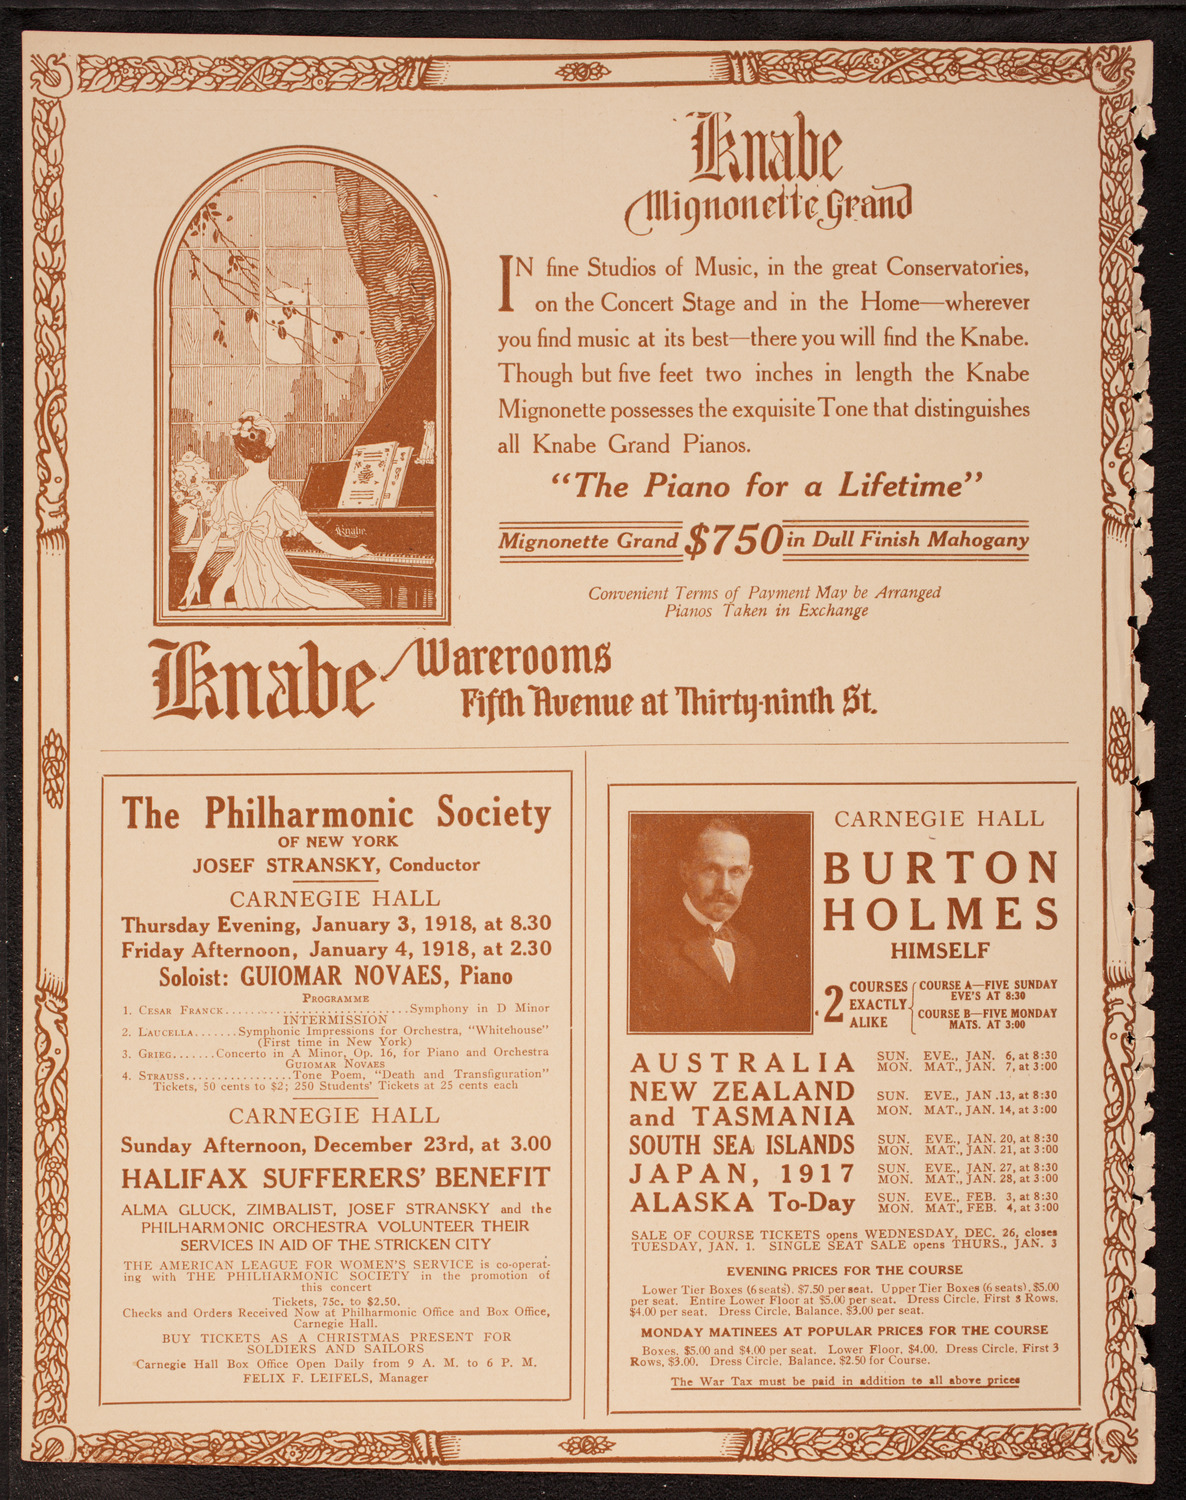 Knabe
Mignonette Grand
IN fine Studios of Music, in the great Conservatories,
on the Concert Stage and in the Home—wherever
you find music at its best—there you will find the Knabe.
Though but five feet two inches in length the Knabe
Mignonette possesses the exquisite Tone that distinguishes
all Knabe Grand Pianos.
"The Piano for a Lifetime"
Mignonette Grand $750 in Dull Finish Mahogany
Convenient Terms of Payment May be Arranged
Pianos Taken in Exchange
Knabe
Knabe Warerooms
Fifth Avenue at Thirty-ninth St.
The Philharmonic Society
OF NEW YORK
JOSEF STRANSKY, Conductor
CARNEGIE HALL
Thursday Evening, January 3, 1918, at 8.30
Friday Afternoon, January 4, 1918, at 2.30
Soloist: GUIOMAR NOVAES, Piano
PROGRAMME
1. CESAR FRANCK..............................Symphony in D Minor
INTERMISSION
2. LAUCELLA.......Symphonic Impressions for Orchestra, "Whitehouse"
(First time in New York)
3. GRIEG.......Concerto in A Minor, Op. 16, for Piano and Orchestra
GUIOMAR NOVAES
4. STRAUSS................Tone Poem, "Death and Transfiguration"
Tickets, 50 cents to $2; 250 Students' Tickets at 25 cents each
CARNEGIE HALL
Sunday Afternoon, December 23rd, at 3.00
HALIFAX SUFFERERS' BENEFIT
ALMA GLUCK, ZIMBALIST, JOSEF STRANSKY and the
PHILHARMONIC ORCHESTRA VOLUNTEER THEIR
SERVICES IN AID OF THE STRICKEN CITY
THE AMERICAN LEAGUE FOR WOMEN'S SERVICE is co-operat-
ing with THE PHILHARMONIC SOCIETY in the promotion of
this concert
Tickets, 75c. to $2.50.
Checks and Orders Received Now at Philharmonic Office and Box Office,
Carnegie Hall.
BUY TICKETS AS A CHRISTMAS PRESENT FOR
SOLDIERS AND SAILORS
Carnegie Hall Box Office Open Daily from 9 A. M. to 6 P. M.
FELIX F. LEIFELS, Manager
CARNEGIE HALL
BURTON
HOLMES
HIMSELF
2 COURSES EXACTLY ALIKE
COURSE A—FIVE SUNDAY
EVE'S AT 8:30
COURSE B—FIVE MONDAY
MATS. AT 3:00
AUSTRALIA SUN. EVE., JAN. 6, at 8:30
MON. MAT., JAN. 7, at 3:00
NEW ZEALAND SUN. EVE., JAN. 13, at 8:30
and TASMANIA MON. MAT., JAN. 14, at 3:00
SOUTH SEA ISLANDS SUN. EVE., JAN. 20, at 8:30
MON. MAT., JAN. 21, at 3:00
JAPAN, 1917 SUN. EVE., JAN. 27, at 8:30
MON. MAT., JAN. 28, at 3:00
ALASKA To-Day SUN. EVE., FEB. 3, at 8:30
MON. MAT., FEB. 4, at 3:00
SALE OF COURSE TICKETS opens WEDNESDAY, DEC. 26, closes
TUESDAY, JAN. 1. SINGLE SEAT SALE opens THURS., JAN. 3
EVENING PRICES FOR THE COURSE
Lower Tier Boxes (6 seats), $7.50 per seat. Upper Tier Boxes (6 seats), $5.00
per seat. Entire Lower Floor at $5.00 per seat. Dress Circle, First 3 Rows,
$4.00 per seat. Dress Circle, Balance, $3.00 per seat.
MONDAY MATINEES AT POPULAR PRICES FOR THE COURSE
Boxes, $5.00 and $4.00 per seat. Lower Floor, $4.00. Dress Circle, First 3
Rows, $3.00. Dress Circle, Balance, $2.50 for Course.
The War Tax must be paid in addition to all above prices